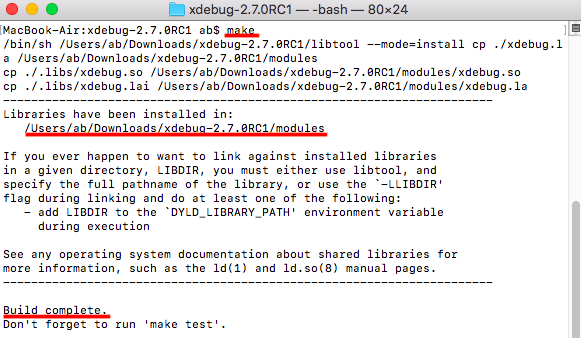 xdebug-2.7.0RC1 — -bash — 80×24
[MacBook-Air:xdebug-2.7.0RC1 ab$ make ]
/bin/sh /Users/ab/Downloads/xdebug-2.7.0RC1/libtool --mode=install cp ./xdebug.l
a /Users/ab/Downloads/xdebug-2.7.0RC1/modules
cp ./.libs/xdebug.so /Users/ab/Downloads/xdebug-2.7.0RC1/modules/xdebug.so
cp ./.libs/xdebug.lai /Users/ab/Downloads/xdebug-2.7.0RC1/modules/xdebug.la
----------------------------------------------------------------------
Libraries have been installed in:
/Users/ab/Downloads/xdebug-2.7.0RC1/modules
If you ever happen to want to link against installed libraries
in a given directory, LIBDIR, you must either use libtool, and
specify the full pathname of the library, or use the `-LLIBDIR'
flag during linking and do at least one of the following:
- add LIBDIR to the `DYLD_LIBRARY_PATH' environment variable
during execution
See any operating system documentation about shared libraries for
more information, such as the ld(1) and ld.so(8) manual pages.
----------------------------------------------------------------------
Build complete.
Don't forget to run 'make test'.